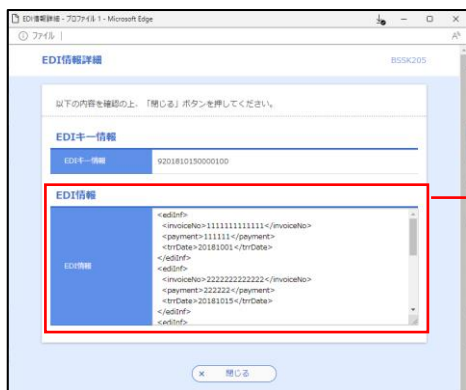 EDI情報詳細 - プロファイル 1 - Microsoft Edge
ファイル
EDI情報詳細
BSSK205
以下の内容を確認の上、「閉じる」ボタンを押してください。
EDIキー情報
EDIキー情報
9201810150000100
EDI情報
EDI情報
<ediInf>
<invoiceNo>1111111111111</invoiceNo>
<payment>111111</payment>
<trrDate>20181001</trrDate>
</ediInf>
<ediInf>
<invoiceNo>2222222222222</invoiceNo>
<payment>222222</payment>
<trrDate>20181015</trrDate>
</ediInf>
<ediInf>
× 閉じる